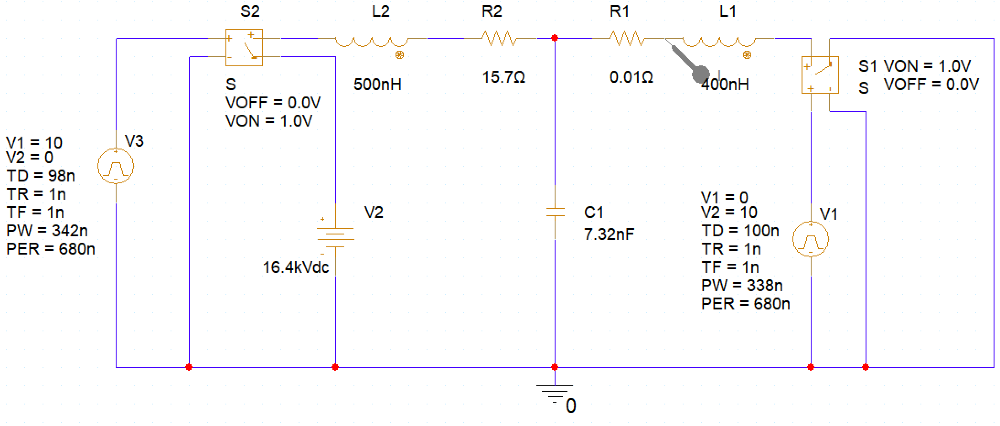 S2
L2
R2
R1
L1
S
VOFF = 0.0V
VON = 1.0V
500nH
15.7Ω
0.01Ω
I
400nH
S1 VON = 1.0V
S VOFF = 0.0V
V3
V1 = 10
V2 = 0
TD = 98n
TR = 1n
TF = 1n
PW = 342n
PER = 680n
V2
16.4kVdc
C1
7.32nF
V1
V1 = 0
V2 = 10
TD = 100n
TR = 1n
TF = 1n
PW = 338n
PER = 680n
0